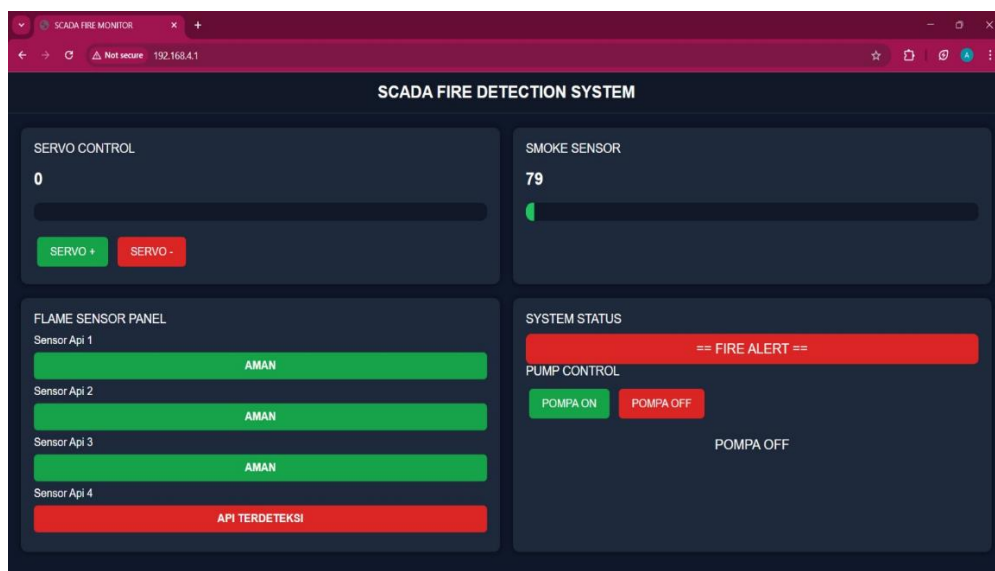 SCADA FIRE MONITOR
Not secure 192.168.4.1
A
SCADA FIRE DETECTION SYSTEM
SERVO CONTROL
0
SERVO + SERVO -
SMOKE SENSOR
79
FLAME SENSOR PANEL
Sensor Api 1
AMAN
Sensor Api 2
AMAN
Sensor Api 3
AMAN
Sensor Api 4
API TERDETEKSI
SYSTEM STATUS
== FIRE ALERT ==
PUMP CONTROL
POMPA ON POMPA OFF
POMPA OFF